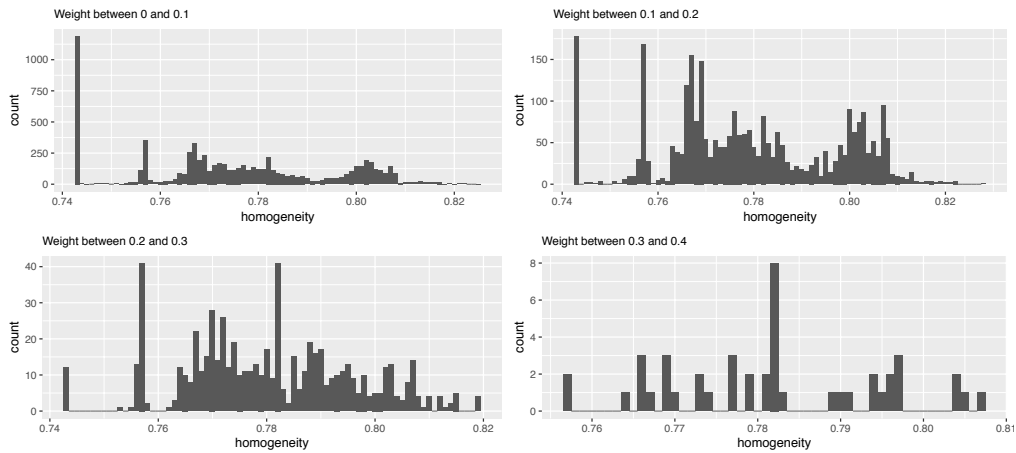 Weight between 0 and 0.1
1000
750
500
250
0
count
0.74 0.76 0.78 0.80 0.82
homogeneity
Weight between 0.1 and 0.2
150
100
50
0
count
0.74 0.76 0.78 0.80 0.82
homogeneity
Weight between 0.2 and 0.3
40
30
20
10
0
count
0.74 0.76 0.78 0.80 0.82
homogeneity
Weight between 0.3 and 0.4
8
6
4
2
0
count
0.76 0.77 0.78 0.79 0.80 0.81
homogeneity